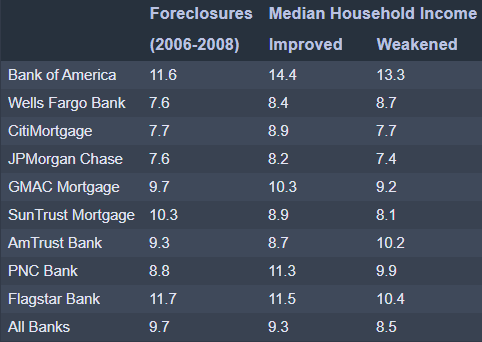 Foreclosures Median Household Income
(2006-2008) Improved Weakened
Bank of America 11.6 14.4 13.3
Wells Fargo Bank 7.6 8.4 8.7
CitiMortgage 7.7 8.9 7.7
JPMorgan Chase 7.6 8.2 7.4
GMAC Mortgage 9.7 10.3 9.2
SunTrust Mortgage 10.3 8.9 8.1
AmTrust Bank 9.3 8.7 10.2
PNC Bank 8.8 11.3 9.9
Flagstar Bank 11.7 11.5 10.4
All Banks 9.7 9.3 8.5